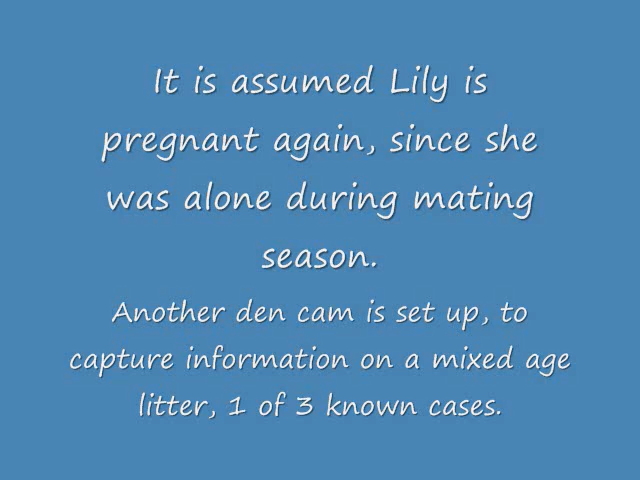 It is assumed Lily is
pregnant again, since she
was alone during mating
season.
Another den cam is set up, to
capture information on a mixed age
litter, 1 of 3 known cases.